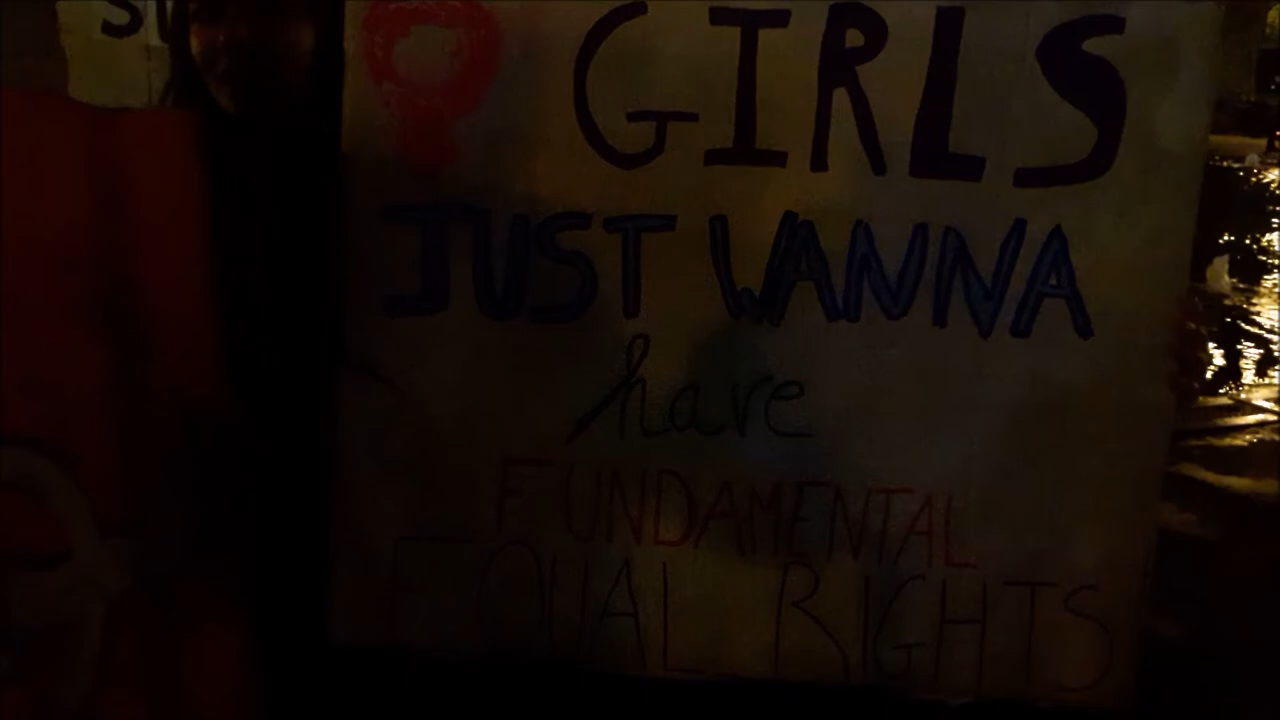 GIRLS
JUST WANNA
have
FUNDAMENTAL
EQUAL RIGHTS